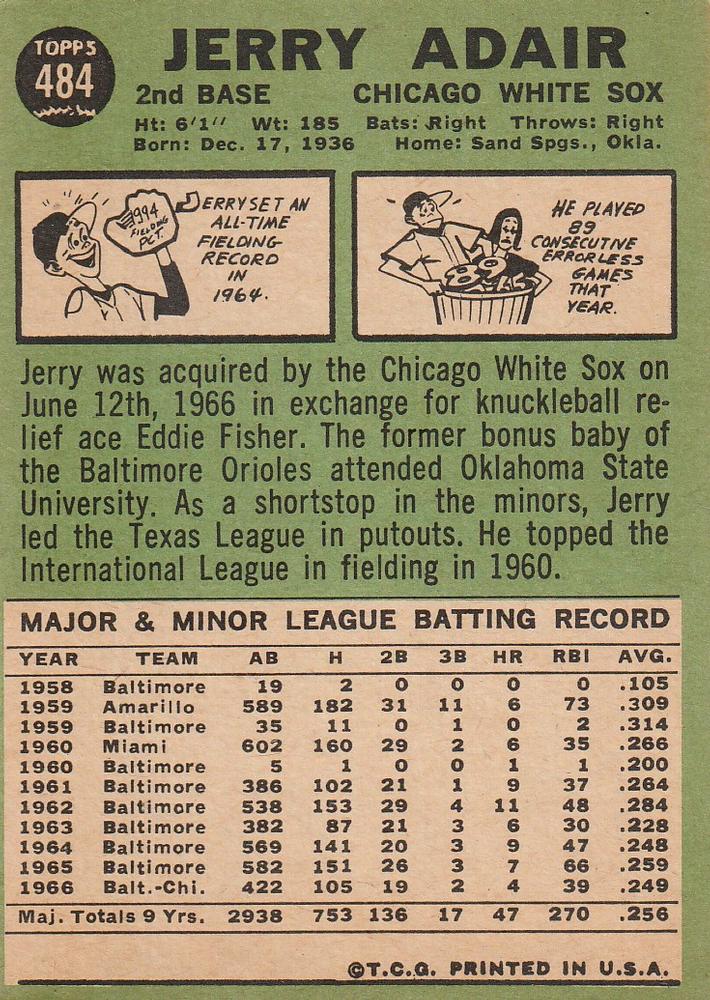 TOPPS
484
JERRY ADAIR
2nd BASE CHICAGO WHITE SOX
Ht: 6'1" Wt: 185 Bats: Right Throws: Right
Born: Dec. 17, 1936 Home: Sand Spgs., Okla.
.994
FIELDING
PCT.
JERRY SET AN
ALL-TIME
FIELDING
RECORD
IN
1964.
HE PLAYED
89
CONSECUTIVE
ERRORLESS
GAMES
THAT
YEAR.
89
Jerry was acquired by the Chicago White Sox on
June 12th, 1966 in exchange for knuckleball re-
lief ace Eddie Fisher. The former bonus baby of
the Baltimore Orioles attended Oklahoma State
University. As a shortstop in the minors, Jerry
led the Texas League in putouts. He topped the
International League in fielding in 1960.
MAJOR & MINOR LEAGUE BATTING RECORD
YEAR TEAM AB H 2B 3B HR RBI AVG.
1958 Baltimore 19 2 0 0 0 0 .105
1959 Amarillo 589 182 31 11 6 73 .309
1959 Baltimore 35 11 0 1 0 2 .314
1960 Miami 602 160 29 2 6 35 .266
1960 Baltimore 5 1 0 0 1 1 .200
1961 Baltimore 386 102 21 1 9 37 .264
1962 Baltimore 538 153 29 4 11 48 .284
1963 Baltimore 382 87 21 3 6 30 .228
1964 Baltimore 569 141 20 3 9 47 .248
1965 Baltimore 582 151 26 3 7 66 .259
1966 Balt.-Chi. 422 105 19 2 4 39 .249
Maj. Totals 9 Yrs. 2938 753 136 17 47 270 .256
©T.C.G. PRINTED IN U.S.A.